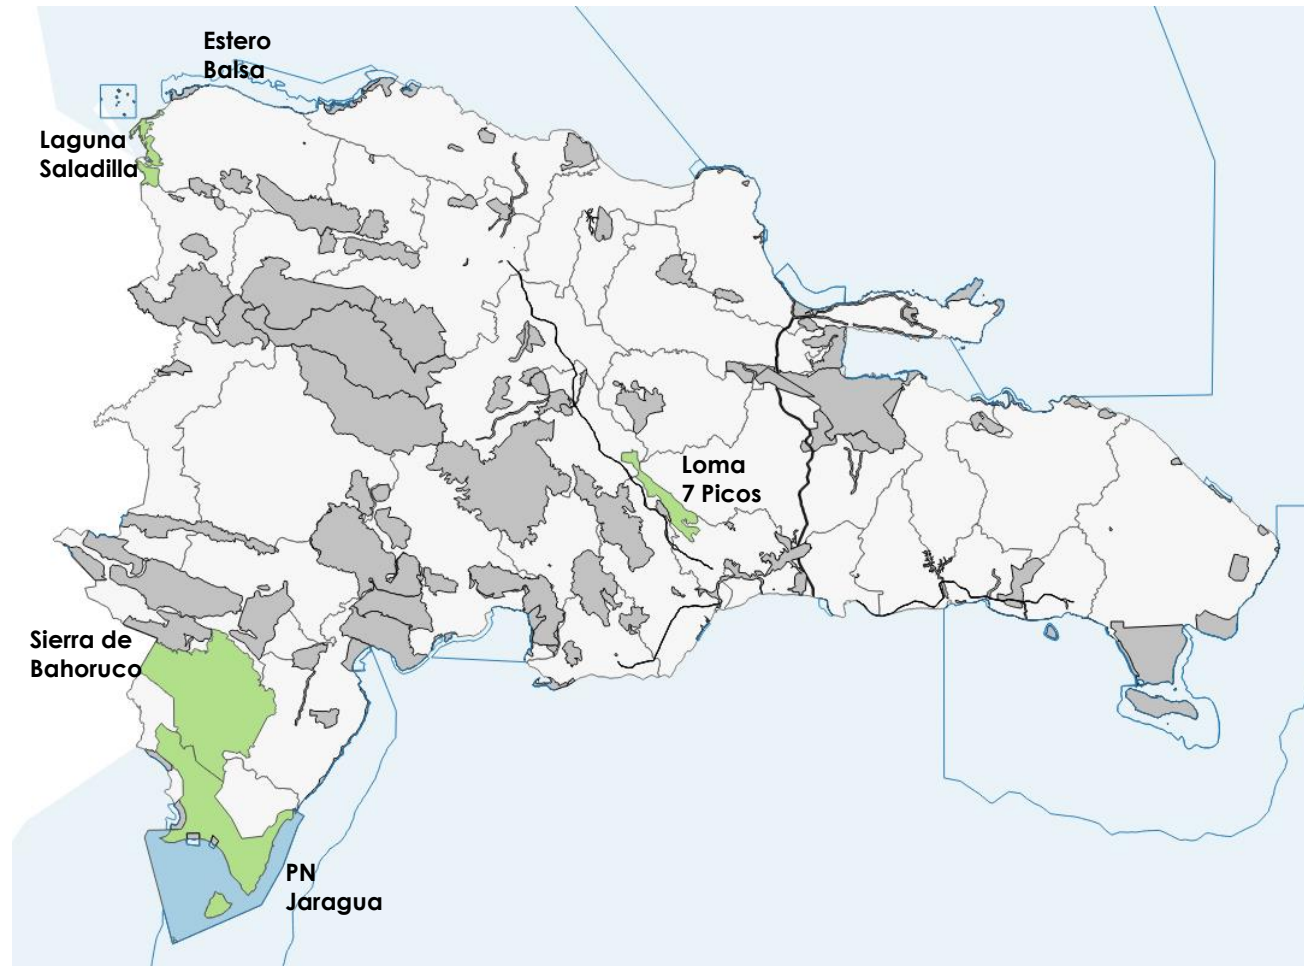 Estero
Balsa
Laguna
Saladilla
Loma
7 Picos
Sierra de
Bahoruco
PN
Jaragua